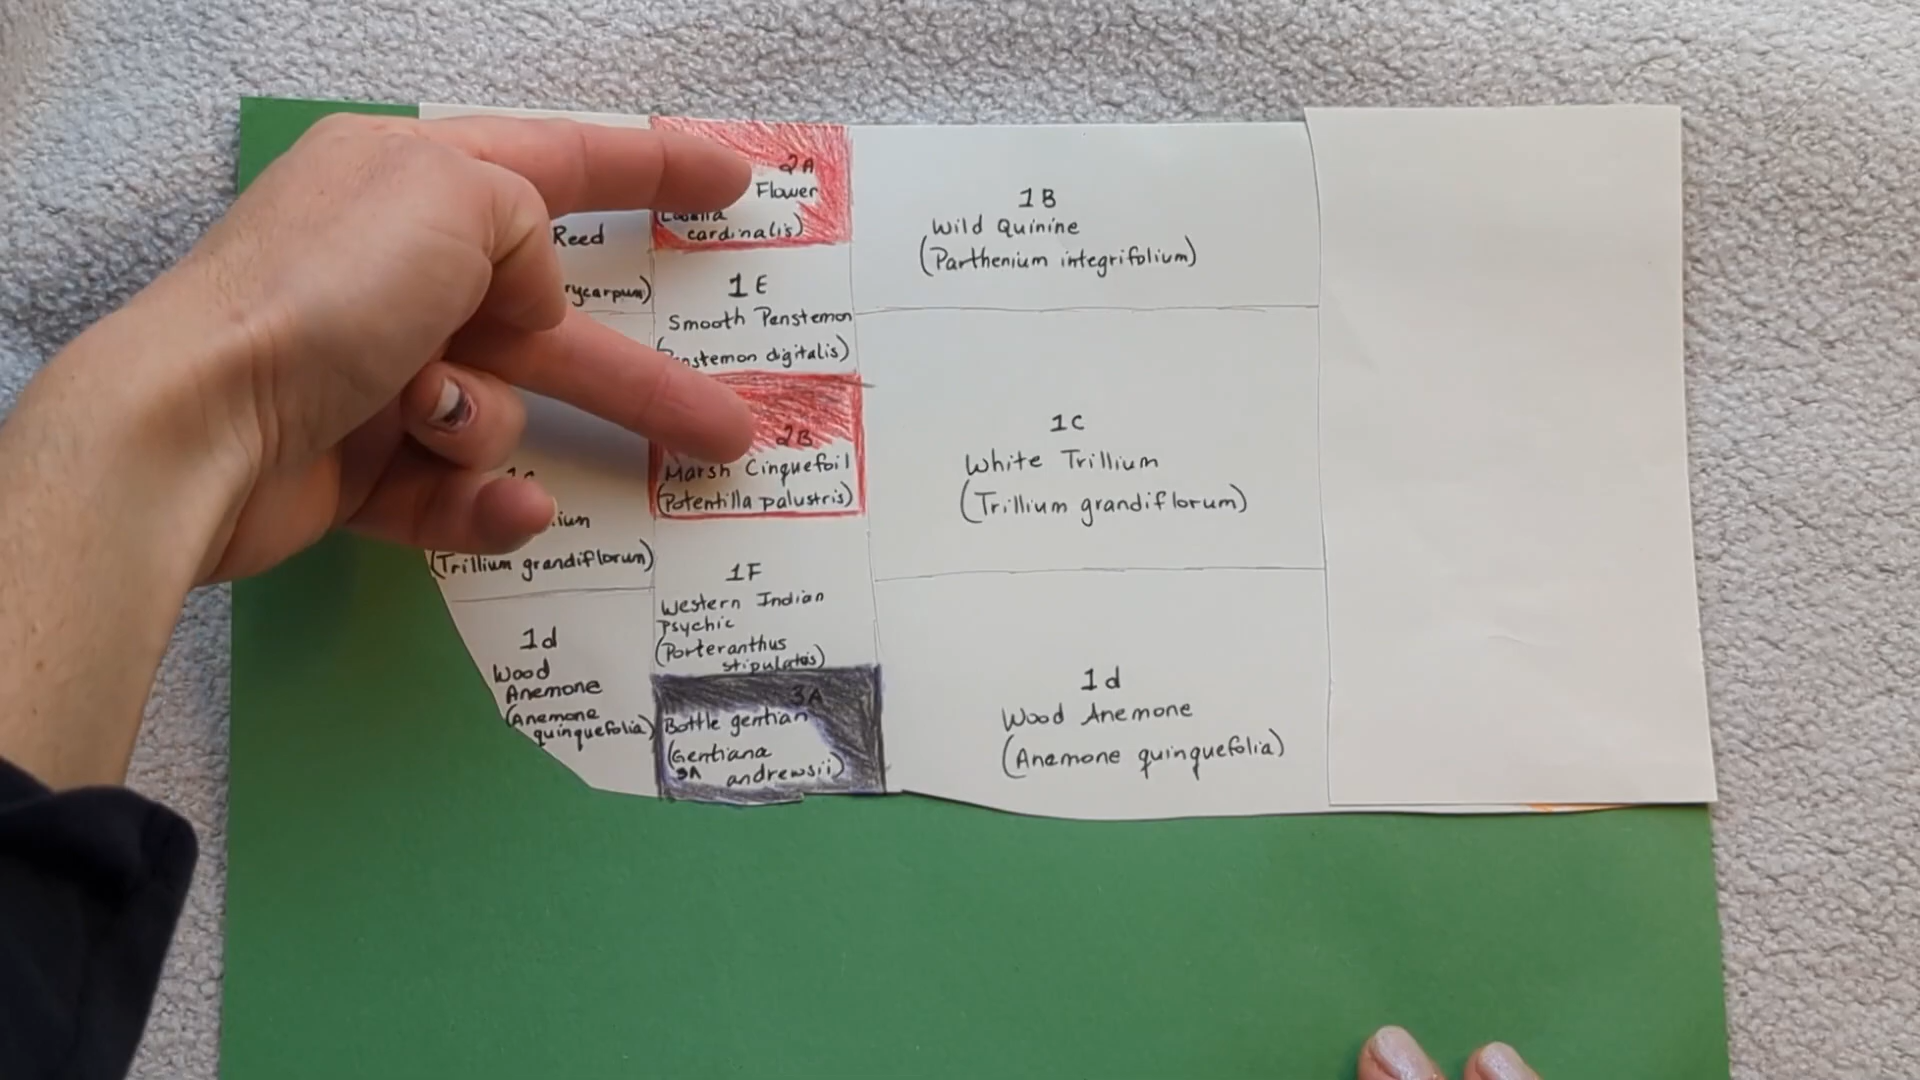 Reed
rycarpum)
ium
(Trillium grandiflorum)
1d
Wood
Anemone
(Anemone
quinquefolia)
2A
Flower
cardinalis)
1E
Smooth Penstemon
nstemon digitalis)
2B
Marsh Cinquefoil
(Potentilla palustris)
1F
Western Indian
Psychic
(Porteranthus
stipulatus)
3A
Bottle gentian
(Gentiana
3A andrewsii)
1B
Wild Quinine
(Parthenium integrifolium)
1C
White Trillium
(Trillium grandiflorum)
1d
Wood Anemone
(Anemone quinquefolia)